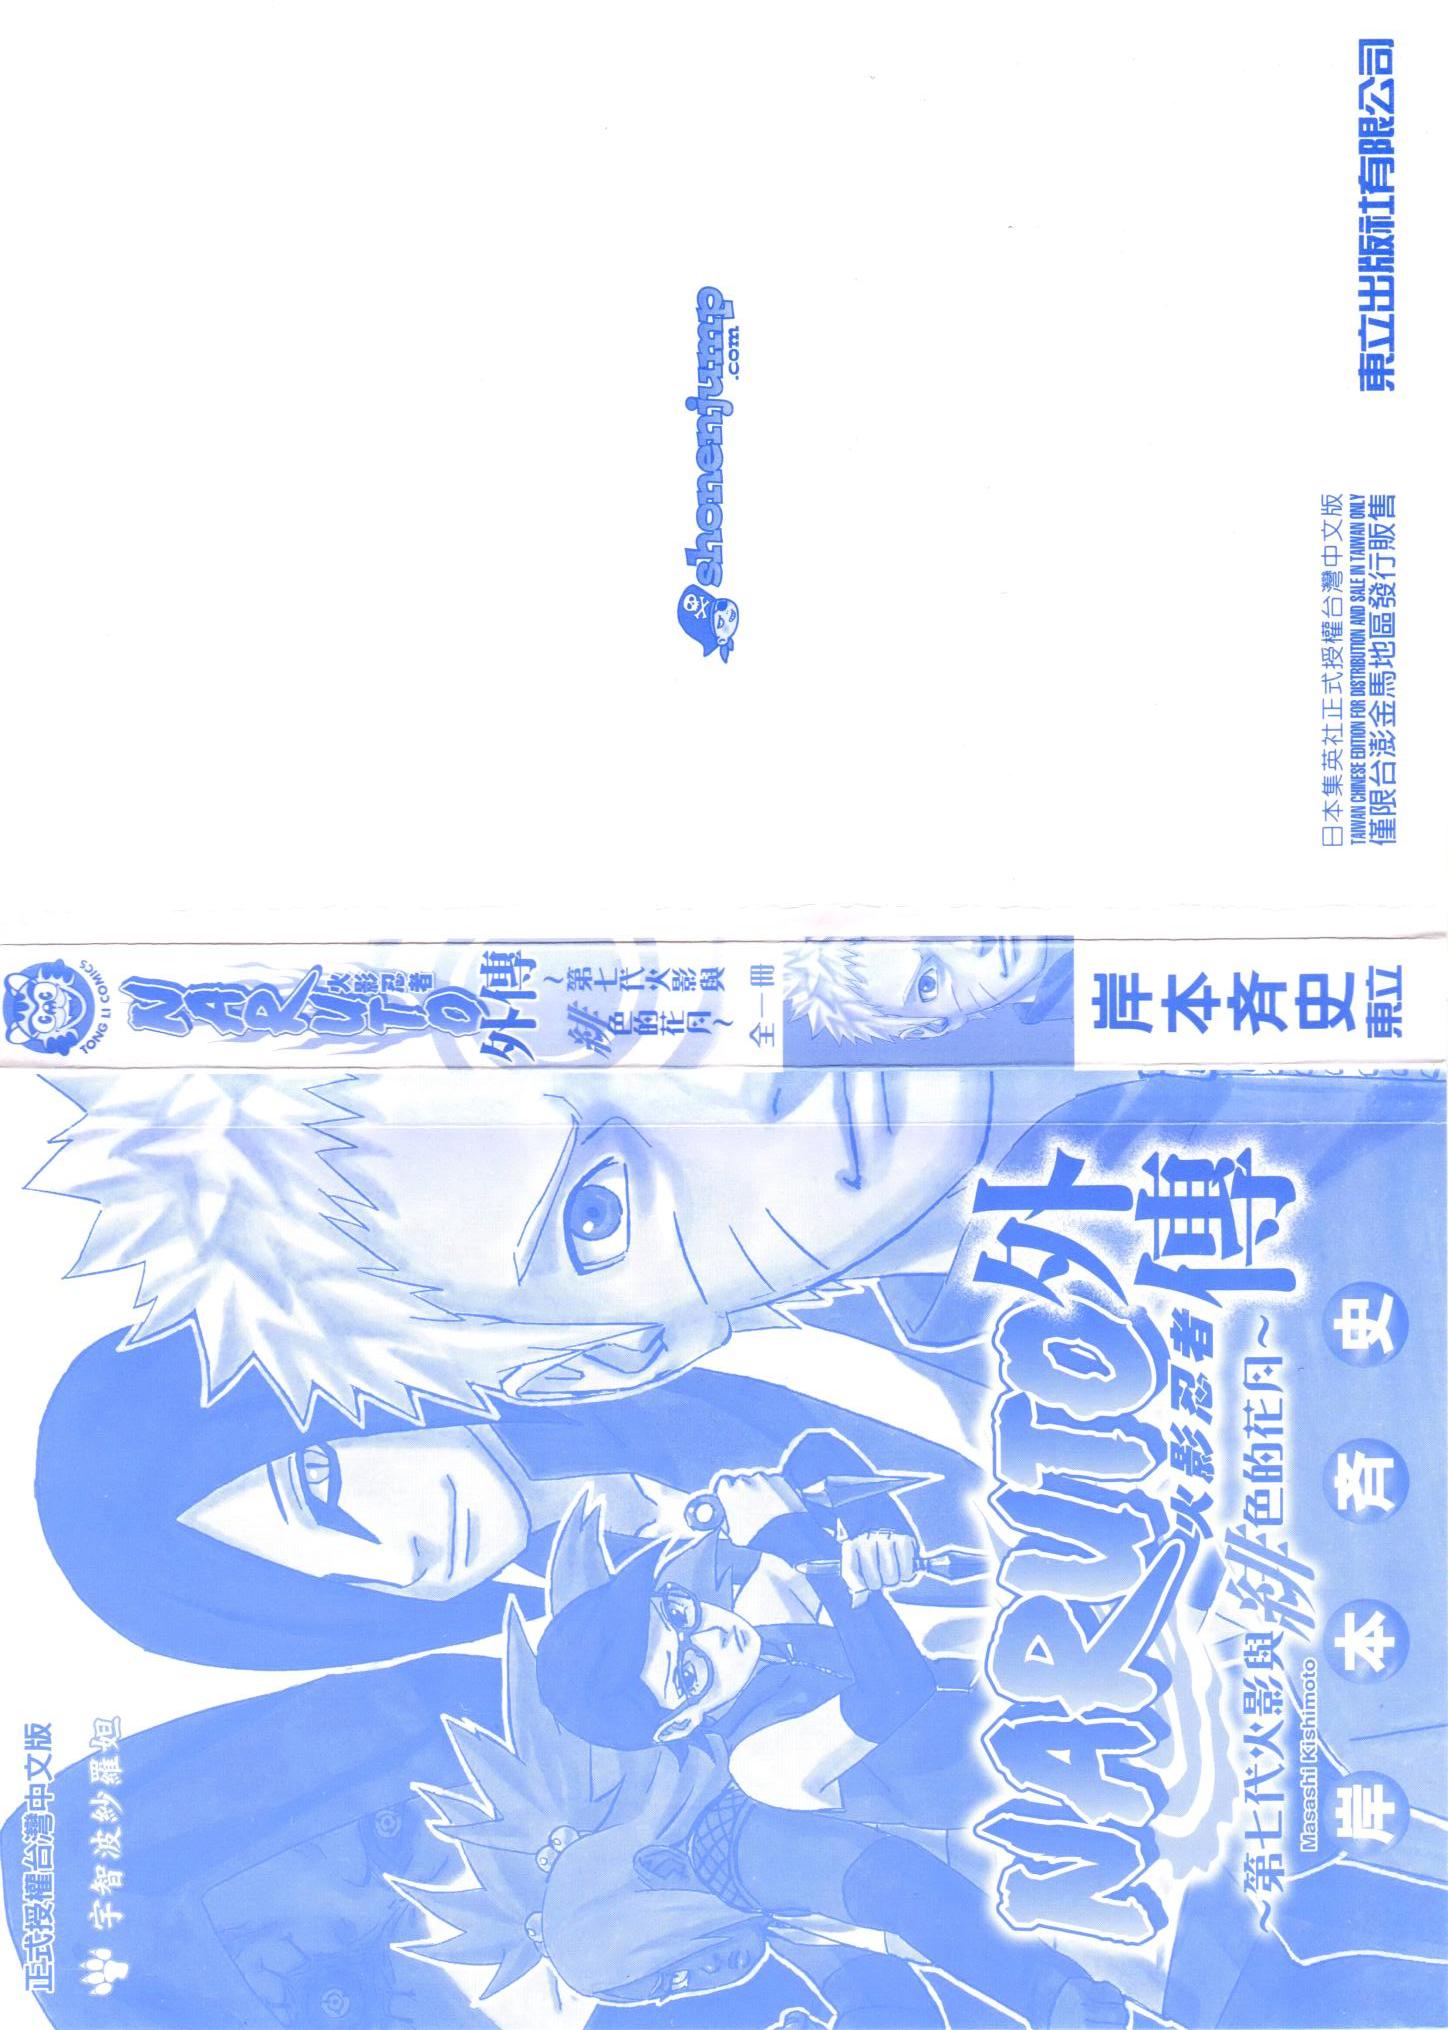 東立出版社有限公司
shonenjump
.com
日本集英社正式授權台灣中文版
TAIWAN CHINESE EDITION FOR DISTRIBUTION AND SALE IN TAIWAN ONLY
僅限台澎金馬地區發行販售
TONG LI COMICS
NARUTO
火影忍者
外傳
~第七代火影與
緋色的花月~
全一冊
岸本斉史
東立
正式授權台灣中文版
宇智波紗羅妲
NARUTO
火影忍者
外傳
~第七代火影與緋色的花月~
Masashi Kishimoto
岸本斉史